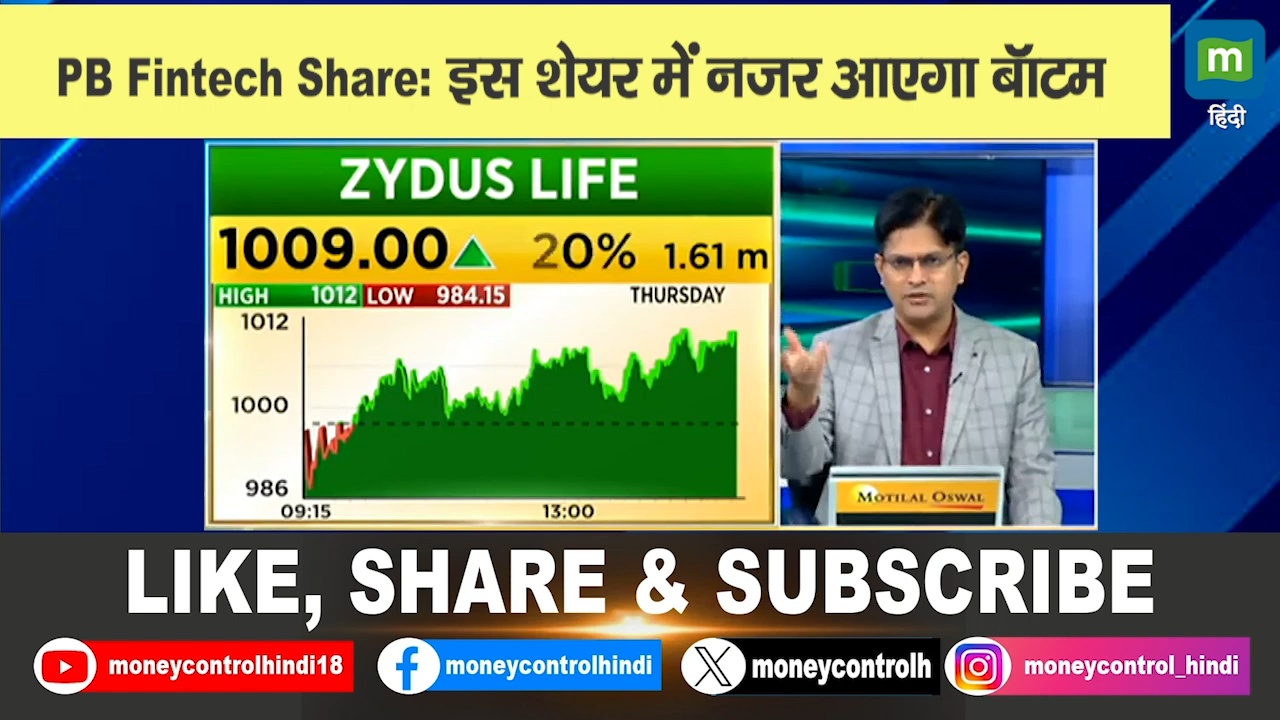 PB Fintech Share: इस शेयर में नजर आएगा बॉटम
m
हिंदी
ZYDUS LIFE
1009.00 20% 1.61 m
HIGH 1012 LOW 984.15 THURSDAY
1012
1000
986
09:15 13:00
MOTILAL OSWAL
LIKE, SHARE & SUBSCRIBE
moneycontrolhindi18 moneycontrolhindi moneycontrolh moneycontrol_hindi